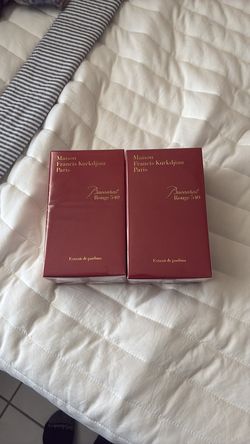 Maison
Francis Kurkdjian
Paris
Baccarat
Rouge 540
Extrait de parfum
Maison
Francis Kurkdjian
Paris
Baccarat
Rouge 540
Extrait de parfum